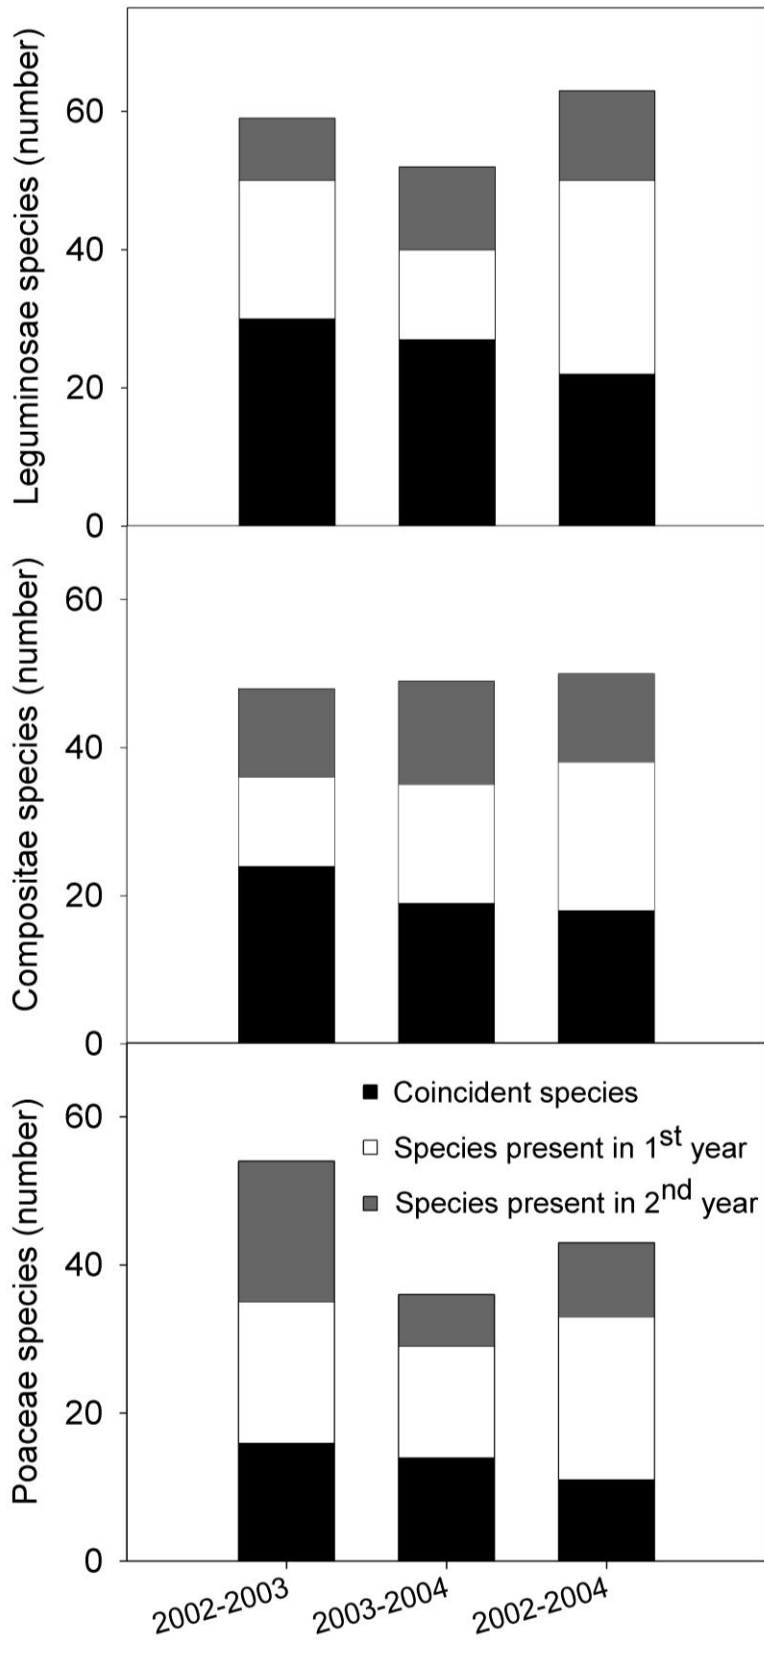 Leguminosae species (number)
60
40
20
0
Compositae species (number)
60
40
20
0
Poaceae species (number)
60
40
20
0
Coincident species
Species present in 1st year
Species present in 2nd year
2002-2003
2003-2004
2002-2004